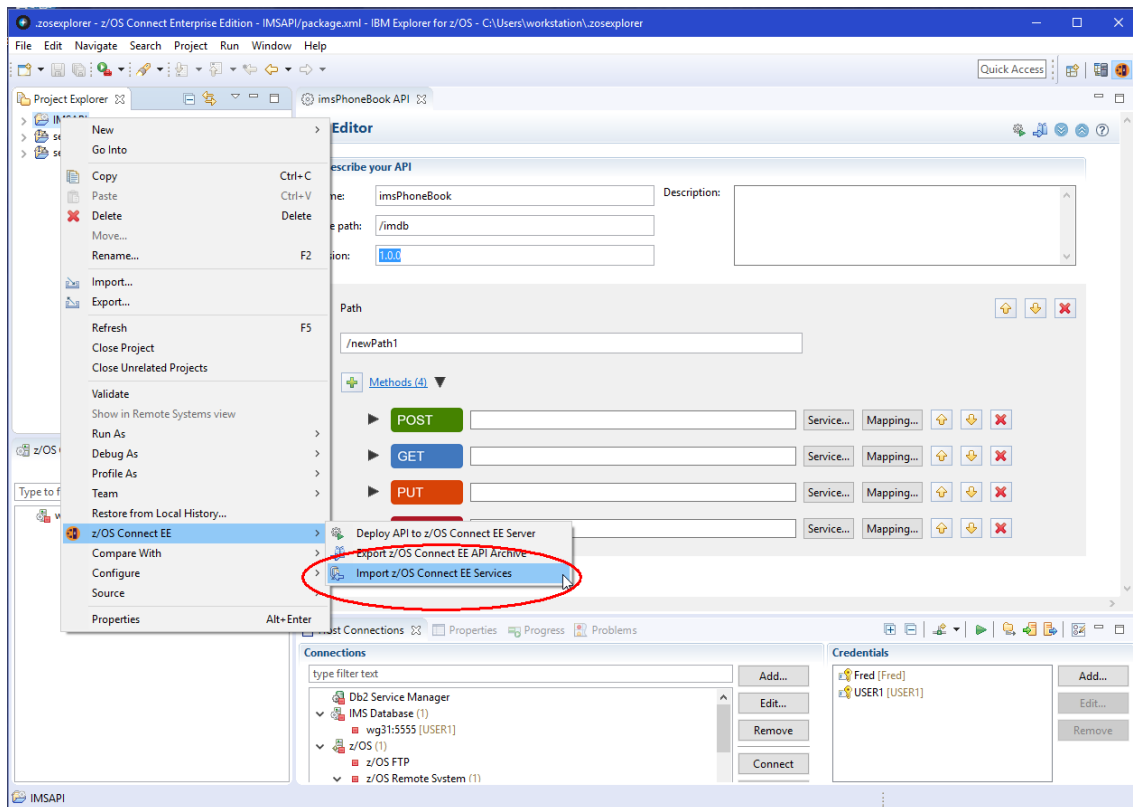 .zosexplorer - z/OS Connect Enterprise Edition - IMSAPI/package.xml - IBM Explorer for z/OS - C:\Users\workstation\.zosexplorer
File Edit Navigate Search Project Run Window Help
Quick Access
Project Explorer
imsPhoneBook API
IMSAPI
New
Editor
Go Into
escribe your API
Copy Ctrl+C
Paste Ctrl+V
me: imsPhoneBook
Description:
Delete Delete
Move...
e path: /imdb
Rename... F2
sion: 1.0.0
Import...
Export...
Path
Refresh F5
Close Project
/newPath1
Close Unrelated Projects
Methods (4)
Validate
Show in Remote Systems view
POST Service... Mapping...
Run As
z/OS
Debug As
GET Service... Mapping...
Profile As
Type to f
Team
PUT Service... Mapping...
Restore from Local History...
z/OS Connect EE
Deploy API to z/OS Connect EE Server
Service... Mapping...
Compare With
Export z/OS Connect EE API Archive
Configure
Import z/OS Connect EE Services
Source
Properties Alt+Enter
Host Connections Properties Progress Problems
Connections
Credentials
type filter text
Add...
Fred [Fred]
Add...
Db2 Service Manager
USER1 [USER1]
Edit...
Edit...
IMS Database (1)
wg31:5555 [USER1]
Remove
Remove
z/OS (1)
z/OS FTP
Connect
z/OS Remote System (1)
IMSAPI